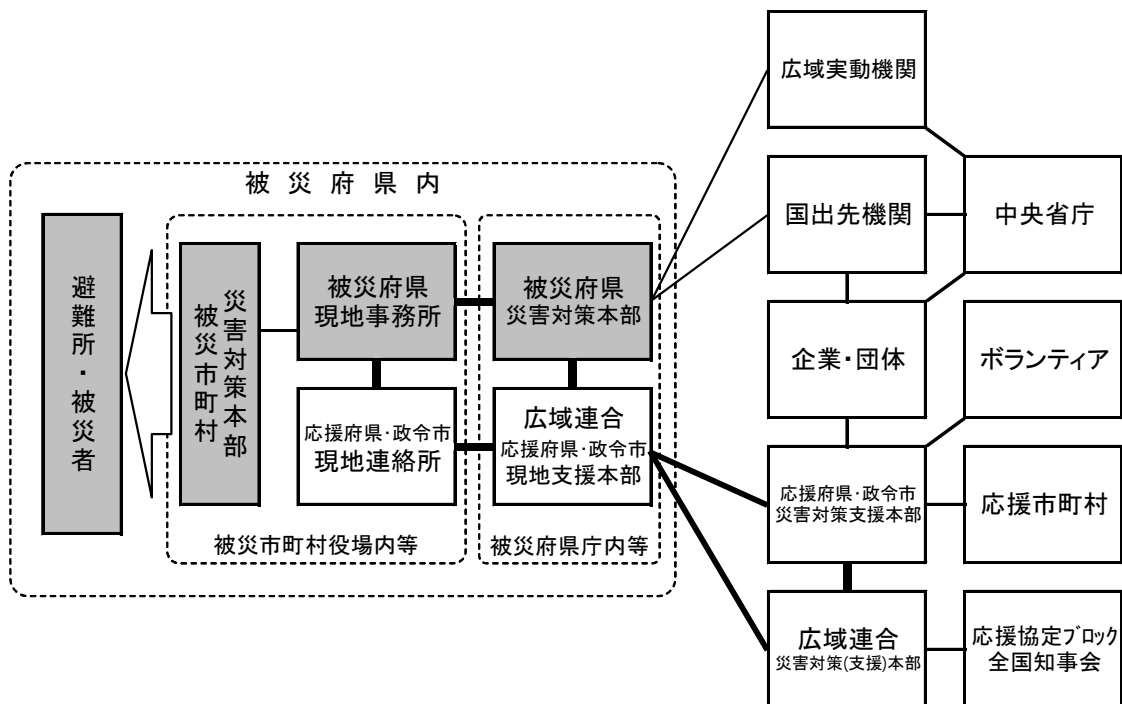 被災府県内
避難所・被災者
災害対策本部
被災市町村
被災府県
現地事務所
被災府県
災害対策本部
応援府県・政令市
現地連絡所
広域連合
応援府県・政令市
現地支援本部
被災市町村役場内等
被災府県庁内等
広域実動機関
国出先機関
中央省庁
企業・団体
ボランティア
応援府県・政令市
災害対策支援本部
応援市町村
広域連合
災害対策(支援)本部
応援協定ブロック
全国知事会